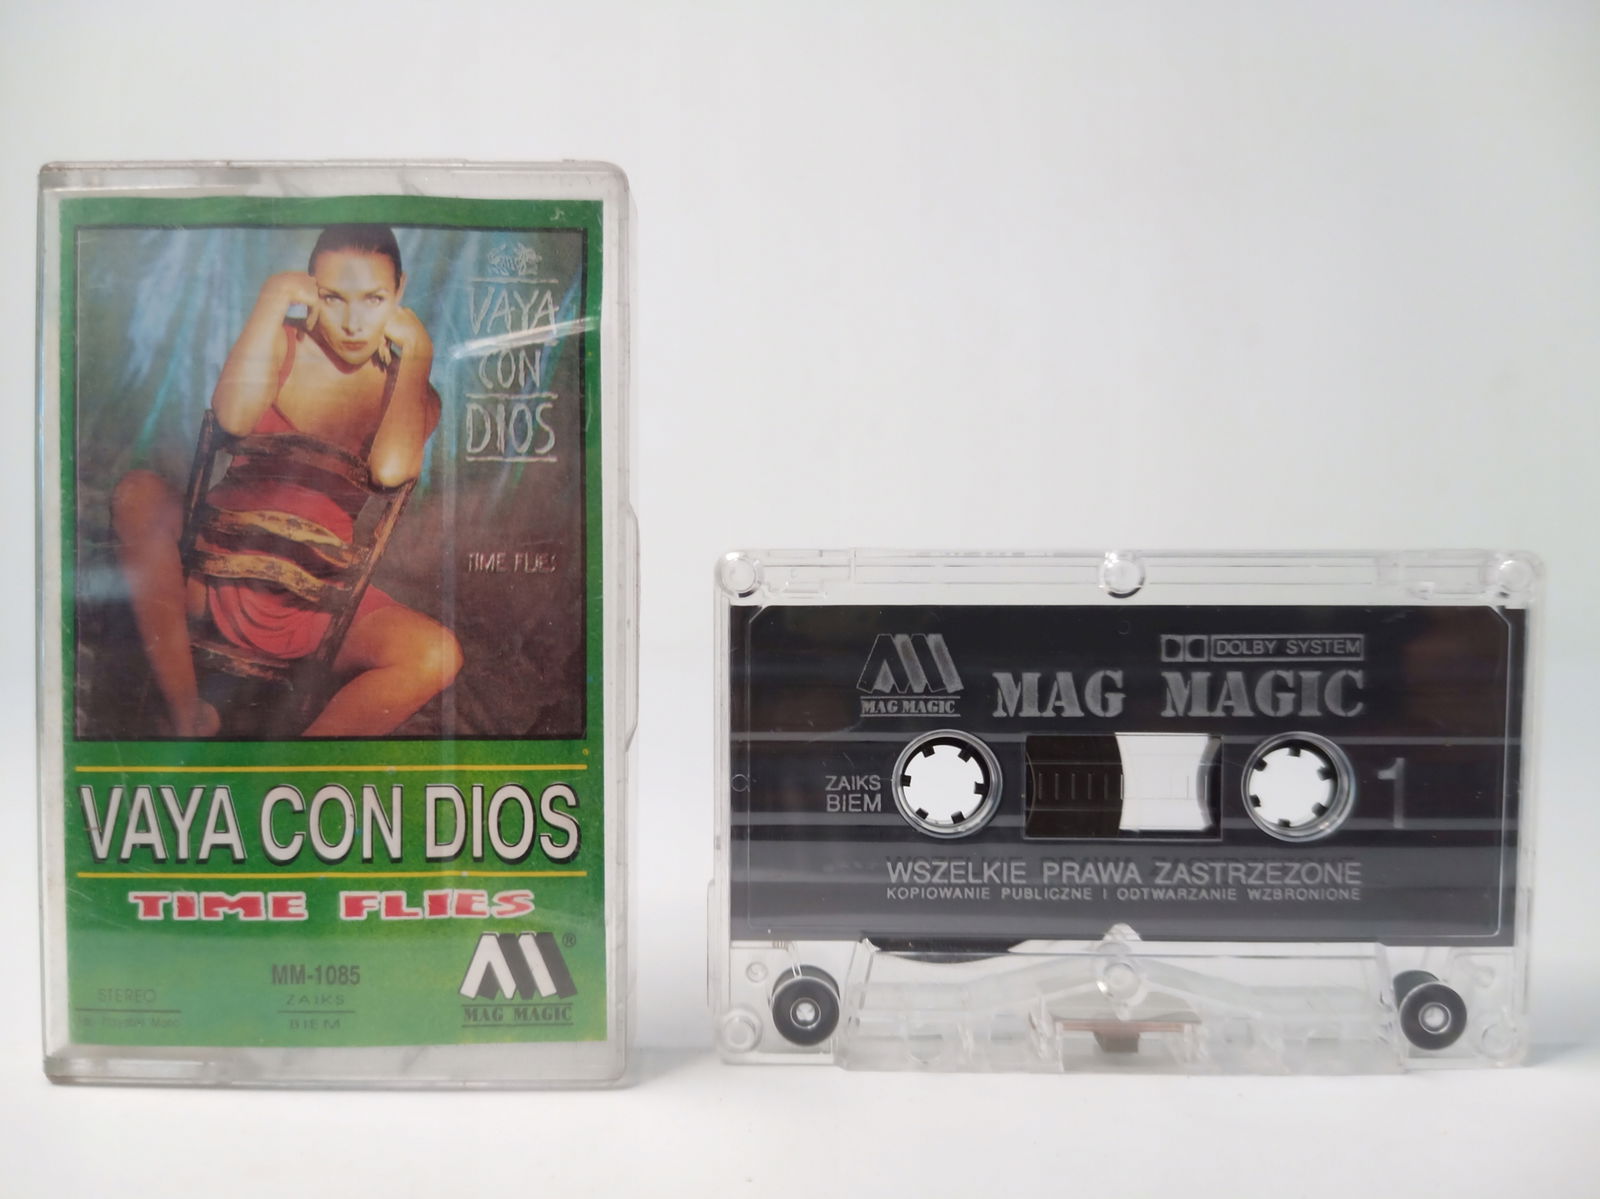 VAYA
CON
DIOS
TIME FLIES
VAYA CON DIOS
TIME FLIES
MM-1085
STEREO
ZAIKS
BIEM
®
MAG MAGIC
DOLBY SYSTEM
MAG MAGIC
MAG MAGIC
ZAIKS
BIEM
1
WSZELKIE PRAWA ZASTRZEZONE
KOPIOWANIE PUBLICZNE I ODTWARZANIE WZBRONIONE